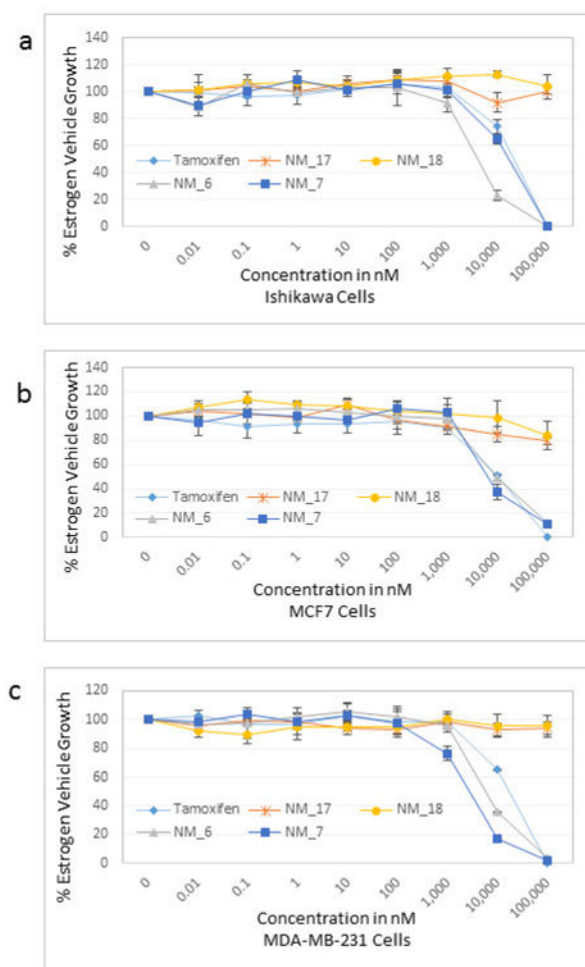 a
140
120
100
80
60
40
20
0
% Estrogen Vehicle Growth
Tamoxifen NM_17 NM_18
NM_6 NM_7
0 0.01 0.1 1 10 100 1,000 10,000 100,000
Concentration in nM
Ishikawa Cells
b
140
120
100
80
60
40
20
0
% Estrogen Vehicle Growth
Tamoxifen NM_17 NM_18
NM_6 NM_7
0 0.01 0.1 1 10 100 1,000 10,000 100,000
Concentration in nM
MCF7 Cells
c
120
100
80
60
40
20
0
% Estrogen Vehicle Growth
Tamoxifen NM_17 NM_18
NM_6 NM_7
0 0.01 0.1 1 10 100 1,000 10,000 100,000
Concentration in nM
MDA-MB-231 Cells